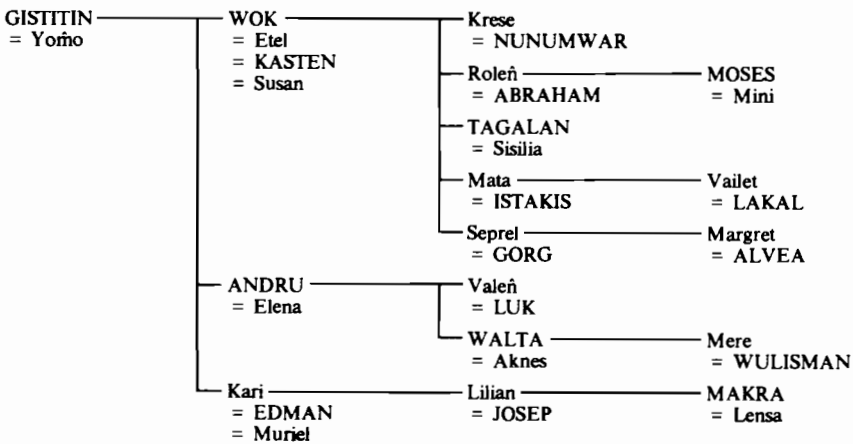 GISTITIN WOK Krese
= Yom̂o = Etel = NUNUMWAR
= KASTEN Rolen̂ MOSES
= Susan = ABRAHAM = Mini
TAGALAN
= Sisilia
Mata Vailet
= ISTAKIS = LAKAL
Seprel Margret
= GORG = ALVEA
ANDRU Valen̂
= Elena = LUK
WALTA Mere
= Aknes = WULISMAN
Kari Lilian MAKRA
= EDMAN = JOSEP = Lensa
= Muriel